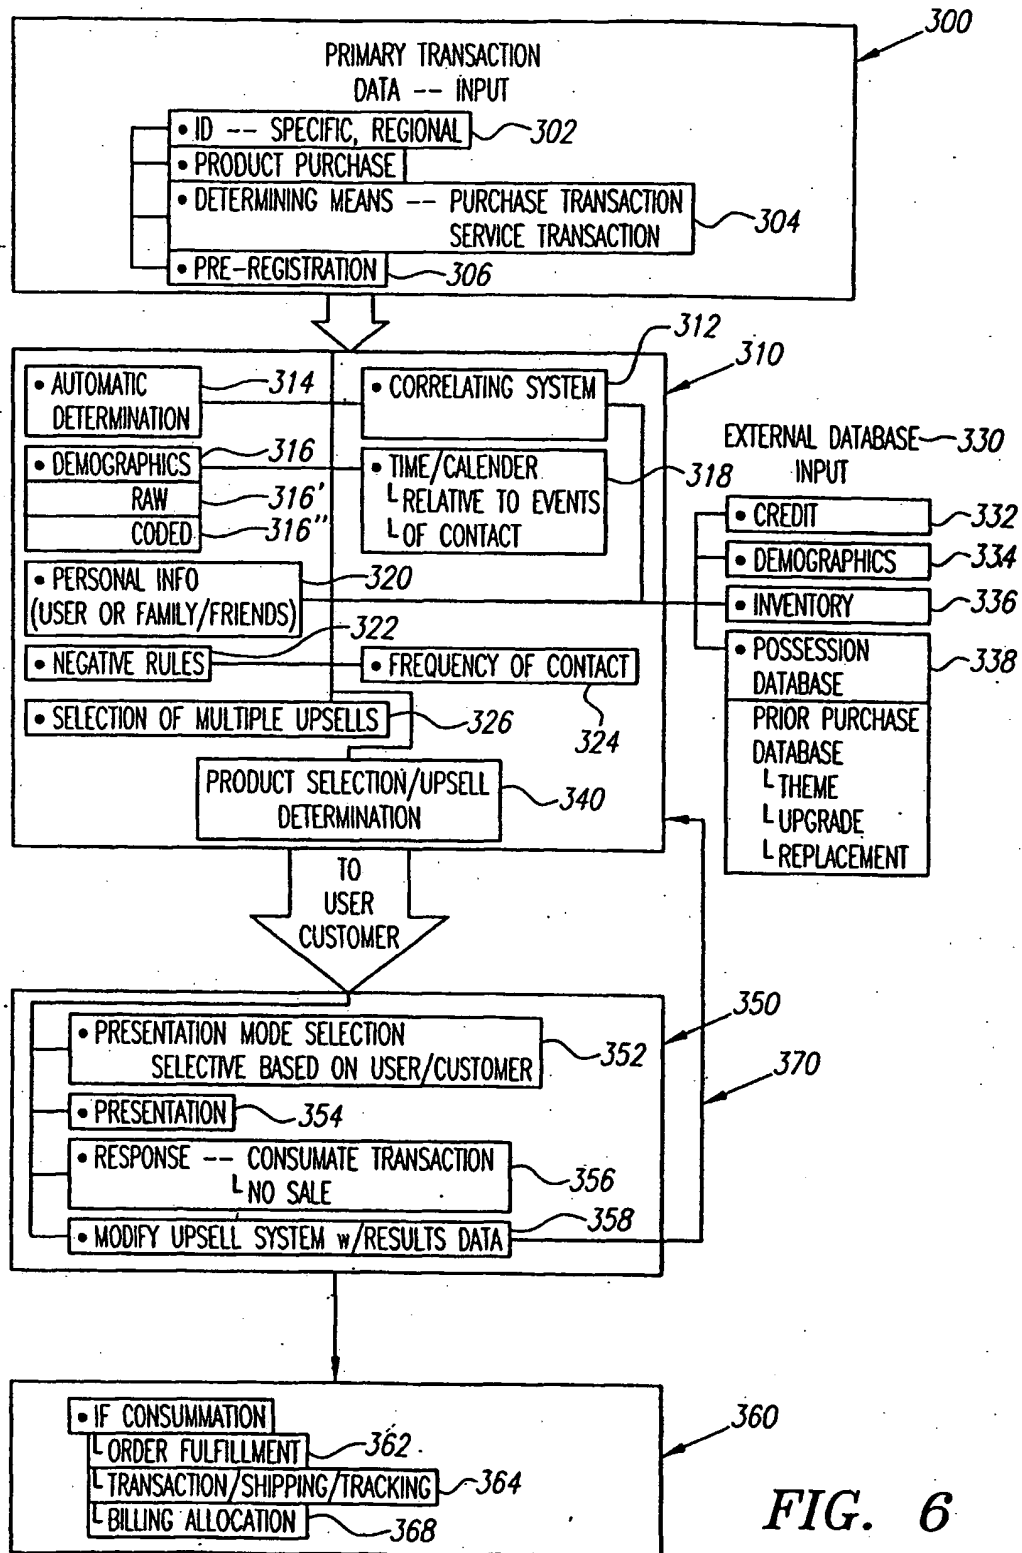 300
PRIMARY TRANSACTION
DATA -- INPUT
• ID -- SPECIFIC, REGIONAL 302
• PRODUCT PURCHASE
• DETERMINING MEANS -- PURCHASE TRANSACTION
SERVICE TRANSACTION 304
• PRE-REGISTRATION 306
310
• AUTOMATIC
DETERMINATION 314
• CORRELATING SYSTEM 312
• DEMOGRAPHICS 316
RAW 316'
CODED 316''
• TIME/CALENDER
└ RELATIVE TO EVENTS
└ OF CONTACT 318
• PERSONAL INFO
(USER OR FAMILY/FRIENDS) 320
• NEGATIVE RULES 322
• FREQUENCY OF CONTACT 324
• SELECTION OF MULTIPLE UPSELLS 326
PRODUCT SELECTION/UPSELL
DETERMINATION 340
EXTERNAL DATABASE 330
INPUT
• CREDIT 332
• DEMOGRAPHICS 334
• INVENTORY 336
• POSSESSION
DATABASE 338
PRIOR PURCHASE
DATABASE
└ THEME
└ UPGRADE
└ REPLACEMENT
TO
USER
CUSTOMER
350
370
• PRESENTATION MODE SELECTION
SELECTIVE BASED ON USER/CUSTOMER 352
• PRESENTATION 354
• RESPONSE -- CONSUMATE TRANSACTION
└ NO SALE 356
• MODIFY UPSELL SYSTEM w/RESULTS DATA 358
360
• IF CONSUMMATION
└ ORDER FULFILLMENT 362
└ TRANSACTION/SHIPPING/TRACKING 364
└ BILLING ALLOCATION 368
FIG. 6